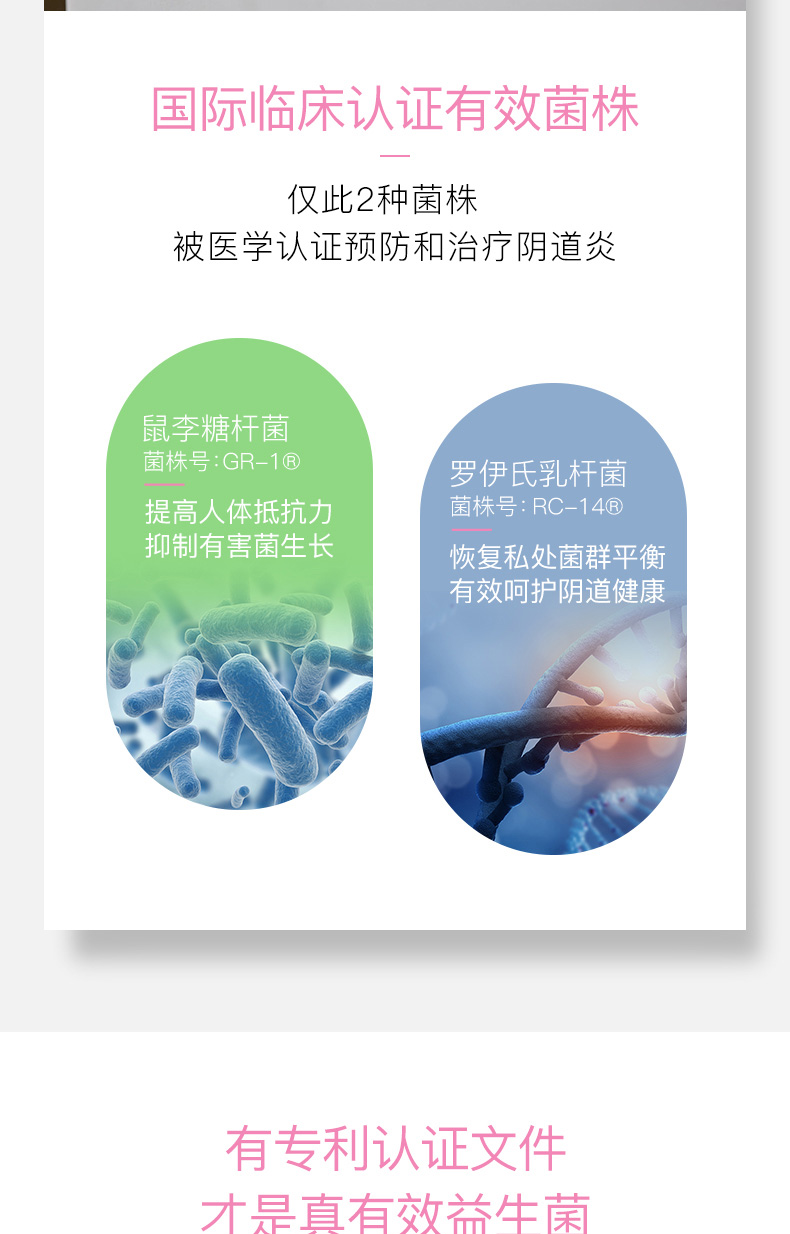 国际临床认证有效菌株
仅此2种菌株
被医学认证预防和治疗阴道炎
鼠李糖杆菌
菌株号:GR-1®
提高人体抵抗力
抑制有害菌生长
罗伊氏乳杆菌
菌株号: RC-14®
恢复私处菌群平衡
有效呵护阴道健康
有专利认证文件
才是真有效益生菌